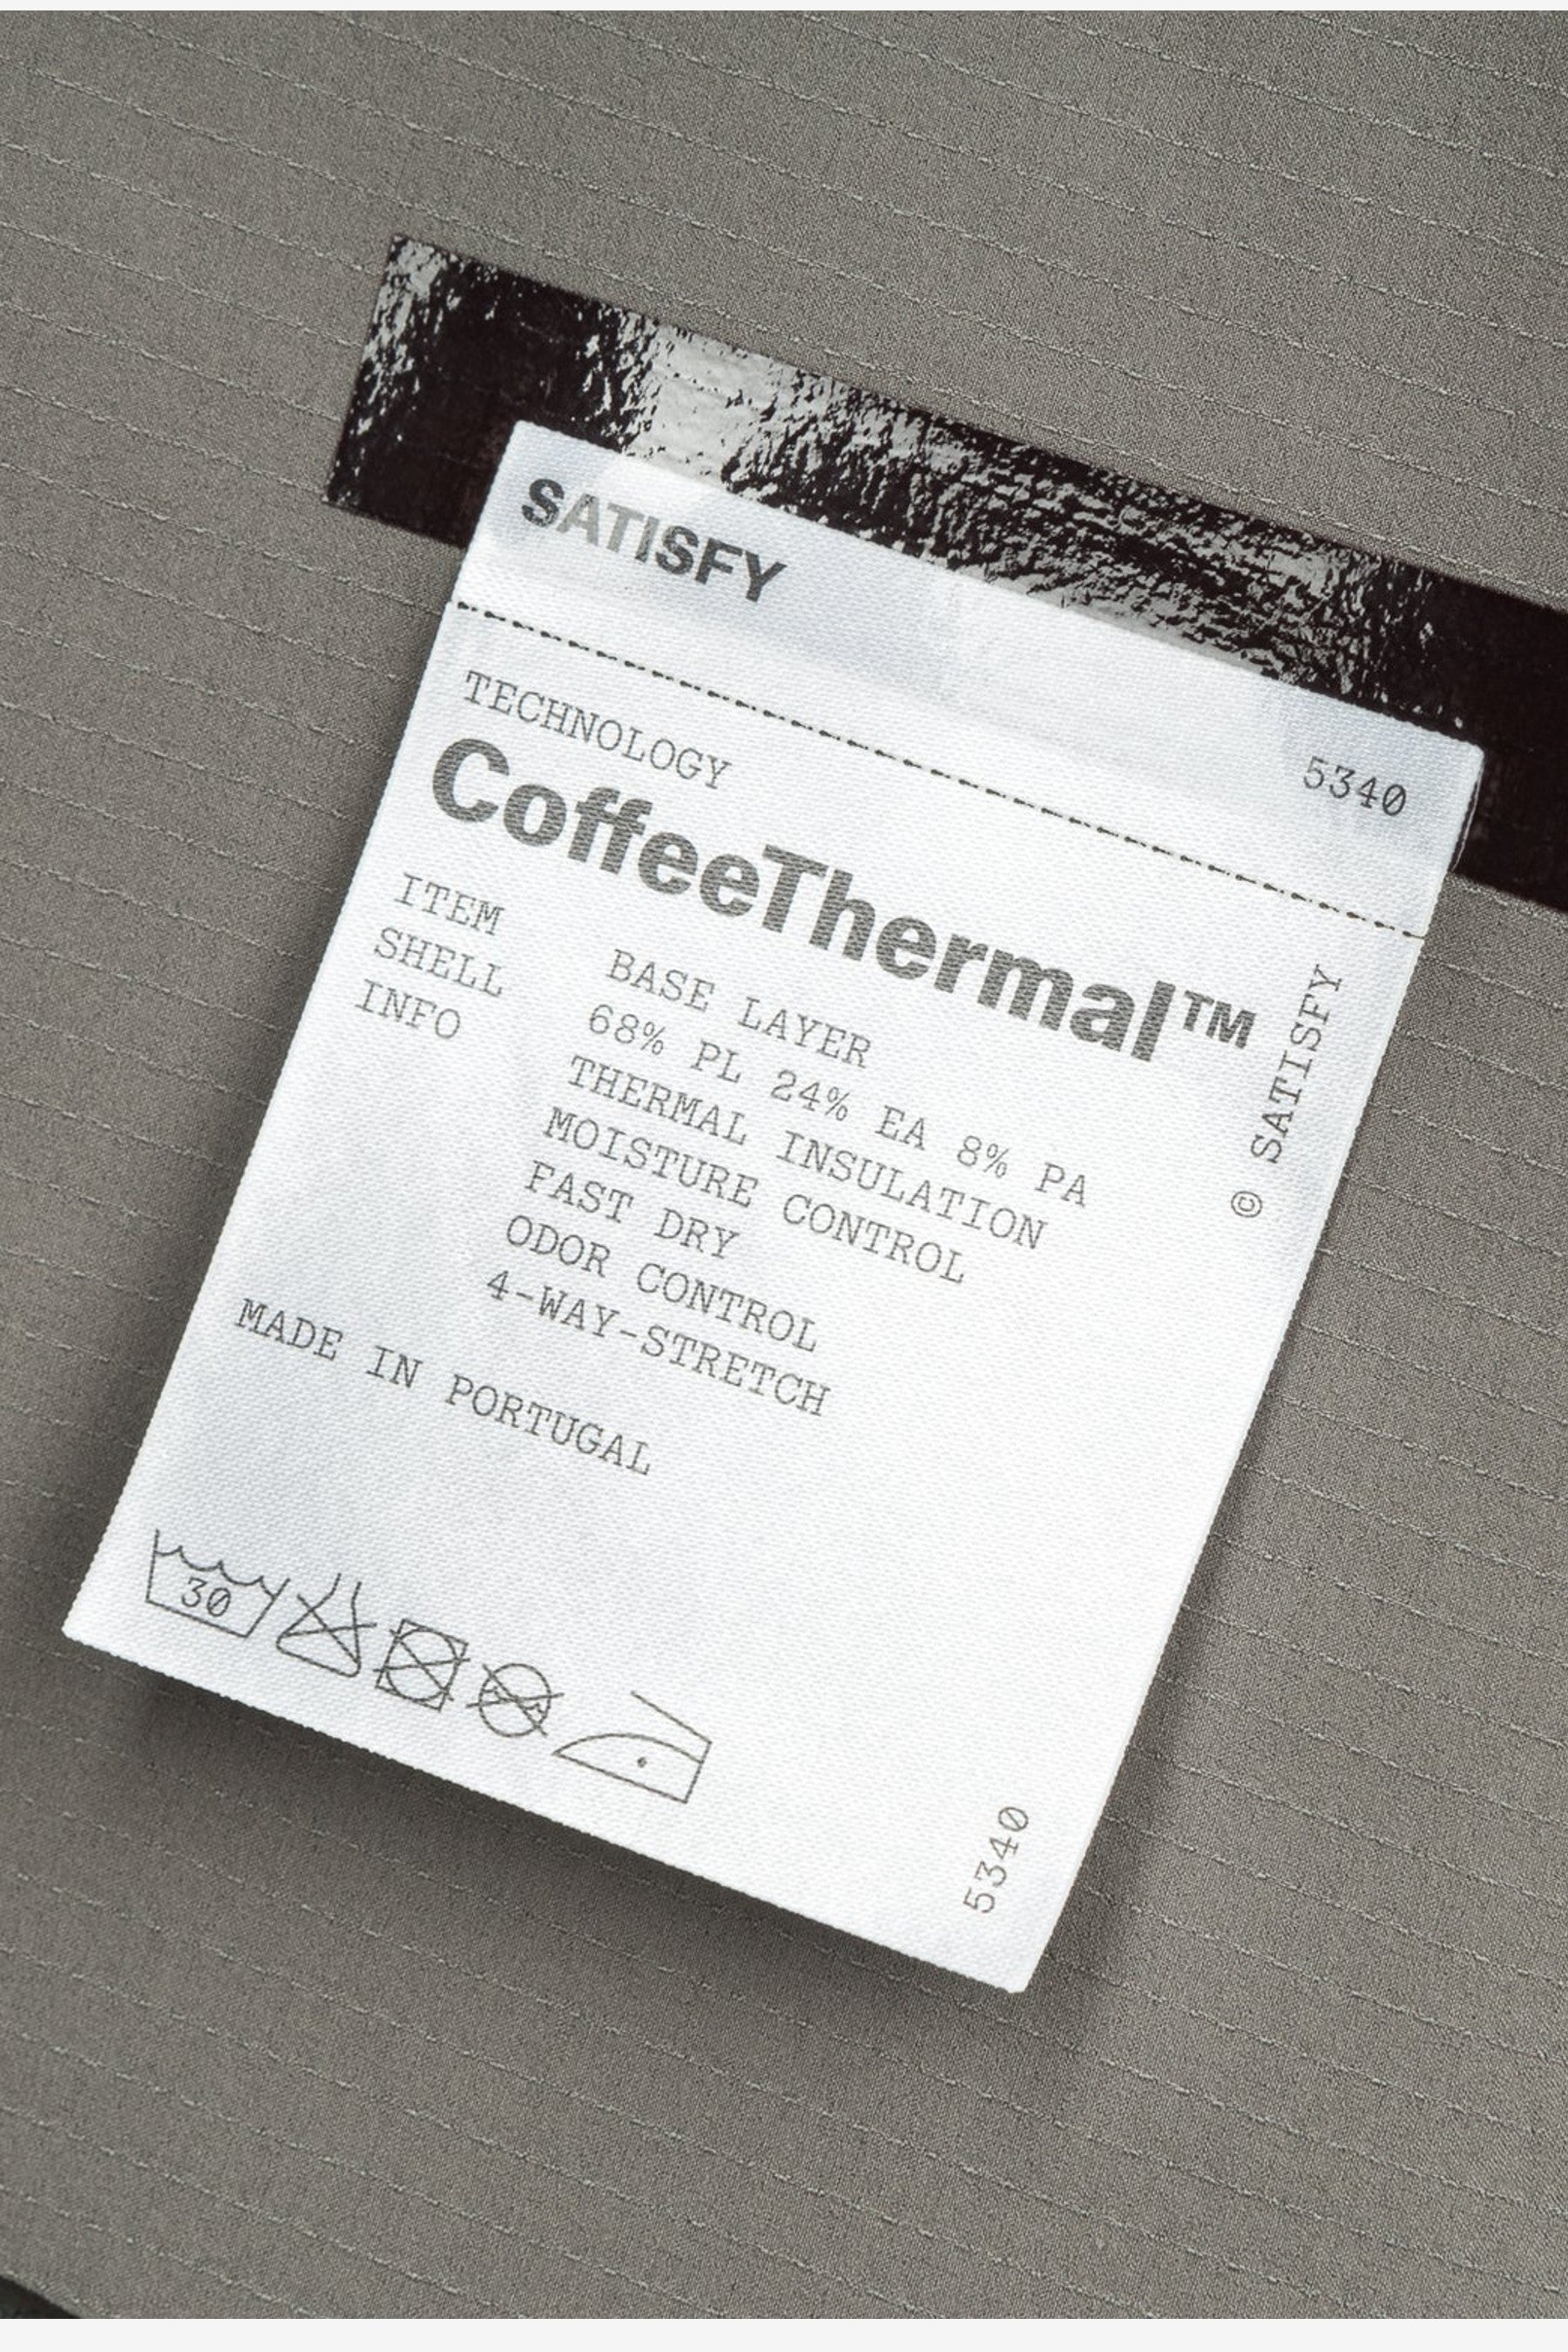 SATISFY
5340
TECHNOLOGY
CoffeeThermal™
ITEM BASE LAYER
SHELL 68% PL 24% EA 8% PA
INFO THERMAL INSULATION
MOISTURE CONTROL
FAST DRY
ODOR CONTROL
4-WAY-STRETCH
MADE IN PORTUGAL
30
© SATISFY
5340